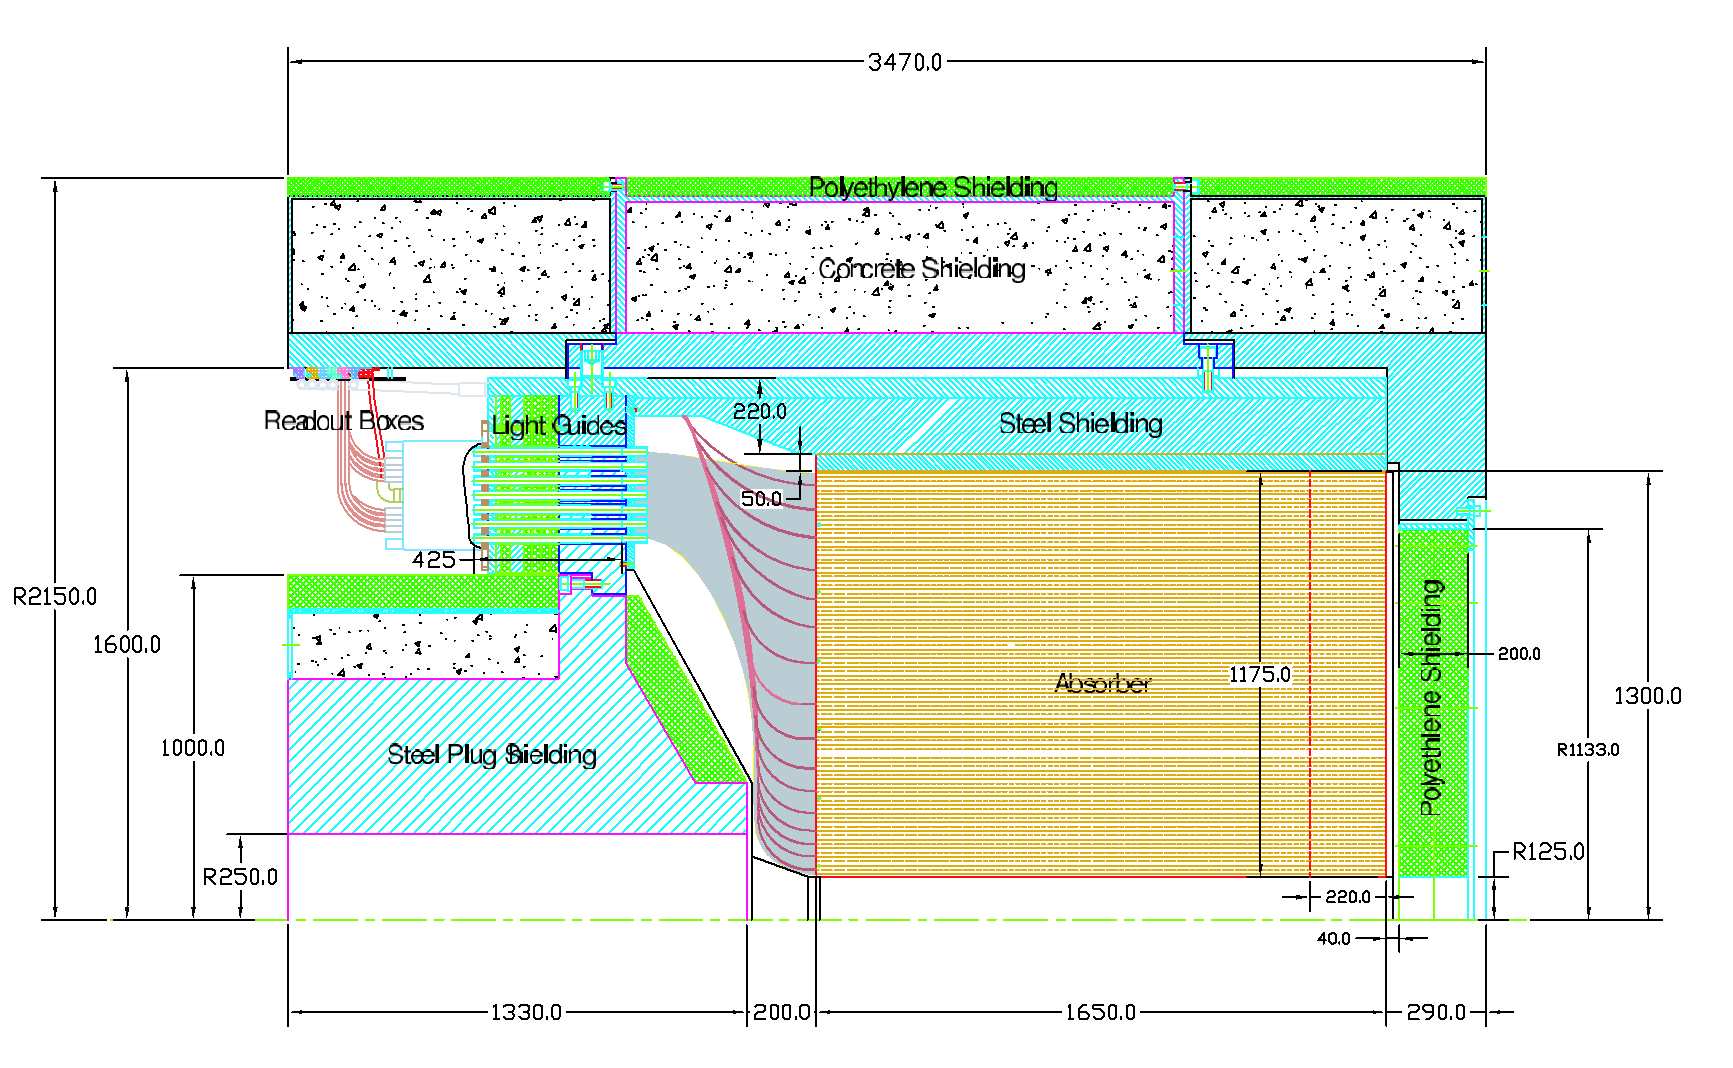 3470.0
Polyethylene Shielding
Concrete Shielding
220.0
Readout Boxes
Light Guides
Steel Shielding
50.0
425
R2150.0
1600.0
Absorber
1175.0
Polyethlene Shielding
200.0
1300.0
1000.0
Steel Plug Shielding
R1133.0
R250.0
R125.0
220.0
40.0
1330.0
200.0
1650.0
290.0